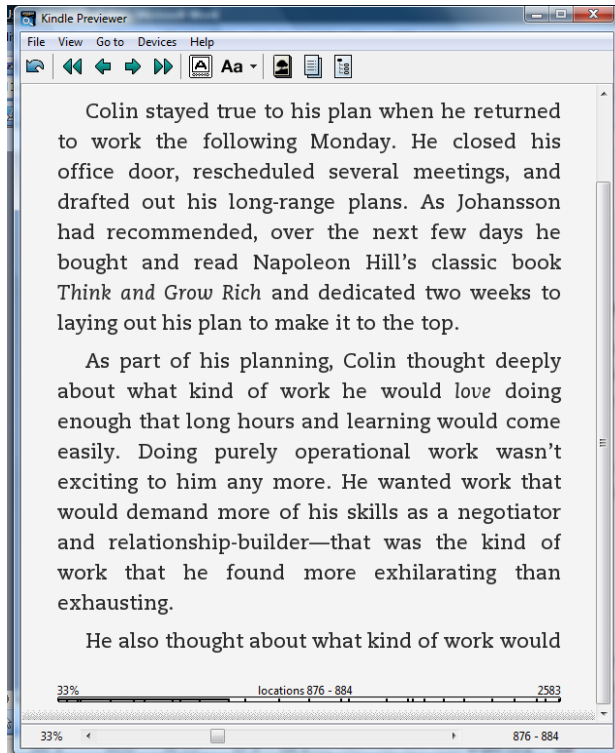 Kindle Previewer
File View Go to Devices Help
A Aa
Colin stayed true to his plan when he returned
to work the following Monday. He closed his
office door, rescheduled several meetings, and
drafted out his long-range plans. As Johansson
had recommended, over the next few days he
bought and read Napoleon Hill’s classic book
Think and Grow Rich and dedicated two weeks to
laying out his plan to make it to the top.
As part of his planning, Colin thought deeply
about what kind of work he would love doing
enough that long hours and learning would come
easily. Doing purely operational work wasn’t
exciting to him any more. He wanted work that
would demand more of his skills as a negotiator
and relationship-builder—that was the kind of
work that he found more exhilarating than
exhausting.
He also thought about what kind of work would
33% locations 876 - 884 2583
33% 876 - 884